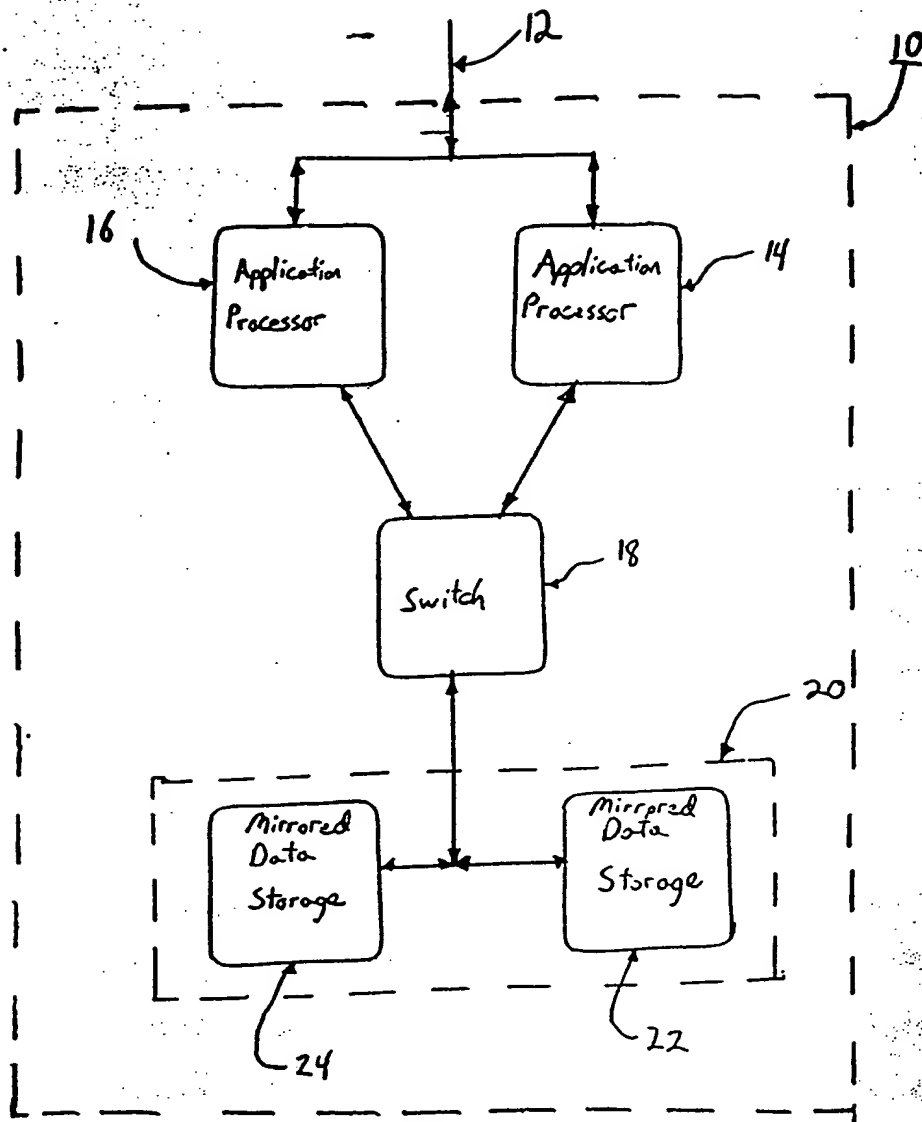 12
10
16
Application
Processor
Application
Processor
14
Switch
18
20
Mirrored
Data
Storage
Mirrored
Data
Storage
24
22